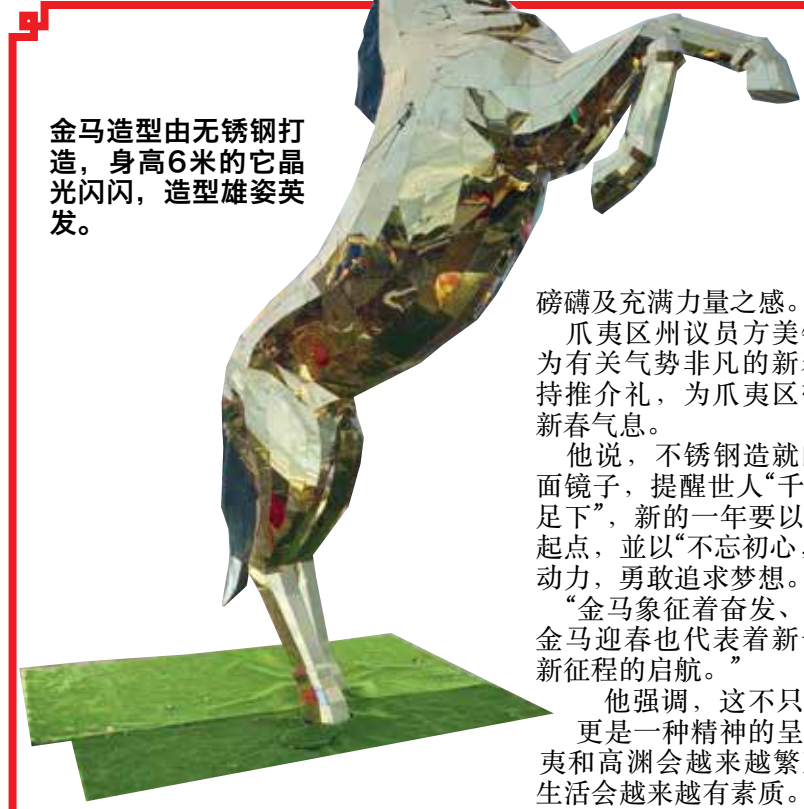 金马造型由无锈钢打
造，身高6米的它晶
光闪闪，造型雄姿英
发。
磅礴及充满力量之感。
爪夷区州议员方美
为有关气势非凡的新
持推介礼，为爪夷区
新春气息。
他说，不锈钢造就
面镜子，提醒世人“千
足下”，新的一年要以
起点，並以“不忘初心，
动力，勇敢追求梦想。
“金马象征着奋发、
金马迎春也代表着新
新征程的启航。”
他强调，这不只
更是一种精神的呈
夷和高渊会越来越繁
生活会越来越有素质。